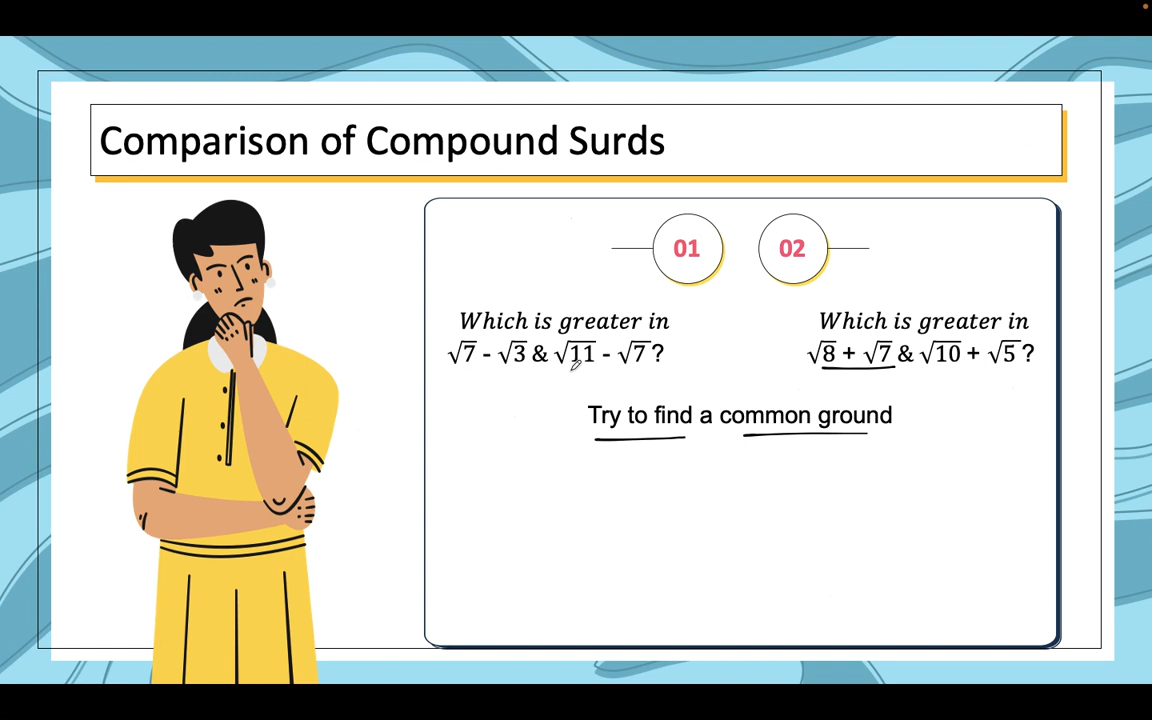 Comparison of Compound Surds
01
02
Which is greater in
√7 - √3 & √11 - √7?
Which is greater in
√8 + √7 & √10 + √5?
Try to find a common ground